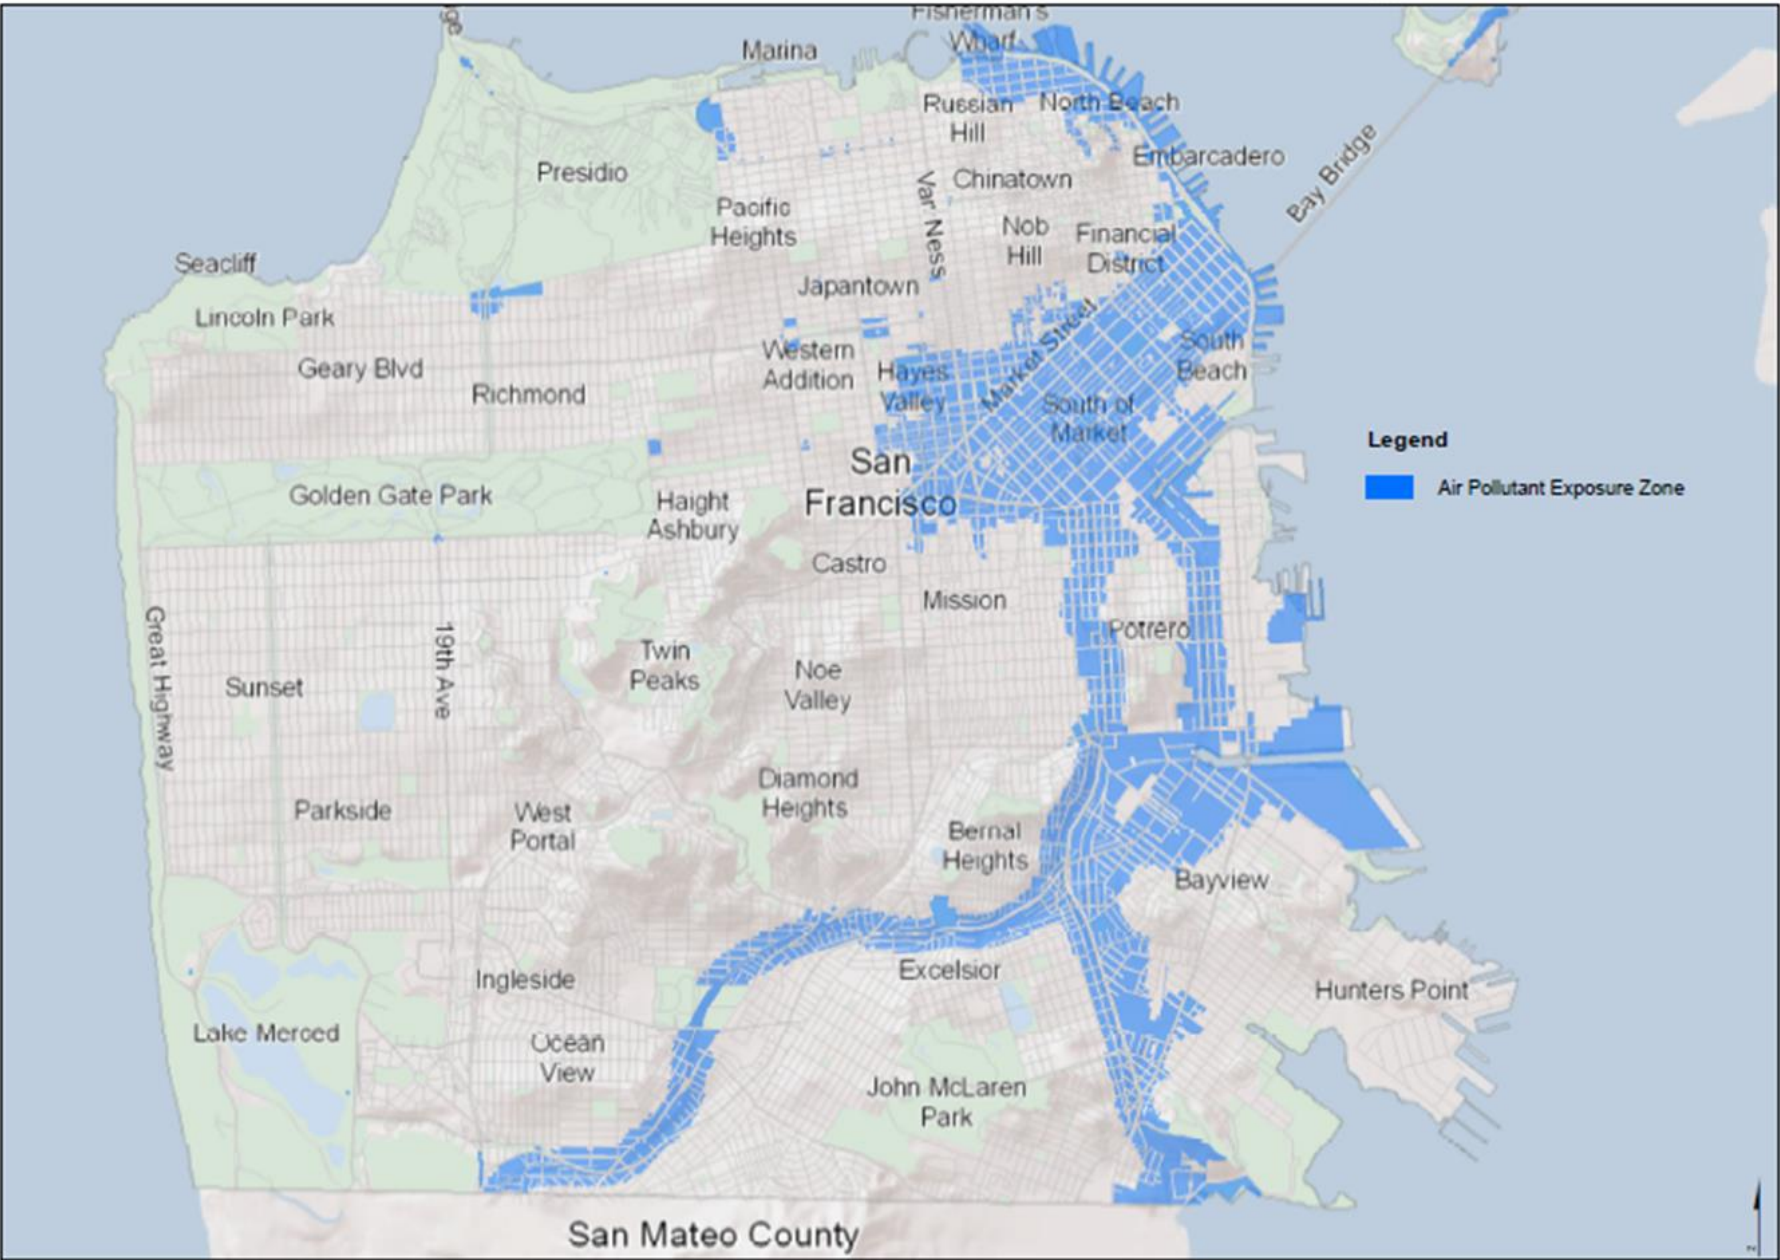 ge
Fisherman's
Wharf
Marina
Russian
Hill
North Beach
Embarcadero
Bay Bridge
Presidio
Chinatown
Pacific
Heights
Van Ness
Nob
Hill
Financial
District
Seacliff
Japantown
Lincoln Park
Geary Blvd
Richmond
Western
Addition
Hayes
Valley
Market Street
South
Beach
South of
Market
Legend
Air Pollutant Exposure Zone
San
Francisco
Golden Gate Park
Haight
Ashbury
Castro
Mission
Potrero
Great Highway
19th Ave
Sunset
Twin
Peaks
Noe
Valley
Parkside
West
Portal
Diamond
Heights
Bernal
Heights
Bayview
Ingleside
Excelsior
Hunters Point
Lake Merced
Ocean
View
John McLaren
Park
San Mateo County